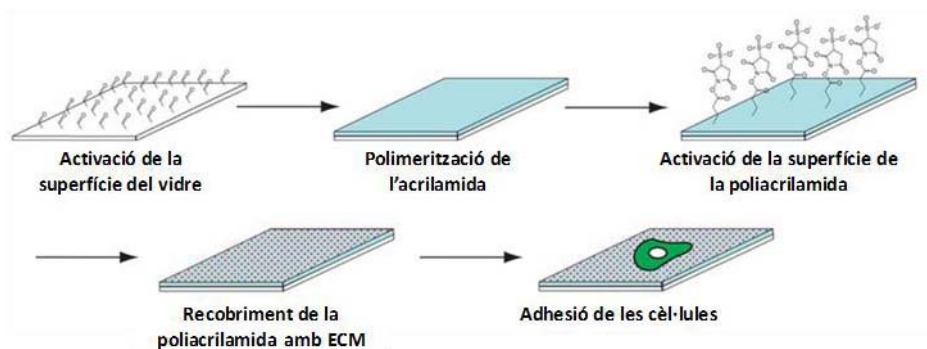 Activació de la
superfície del vidre
Polimerització de
l'acrilamida
Activació de la superfície de
la poliacrilamida
Recobriment de la
poliacrilamida amb ECM
Adhesió de les cèl·lules